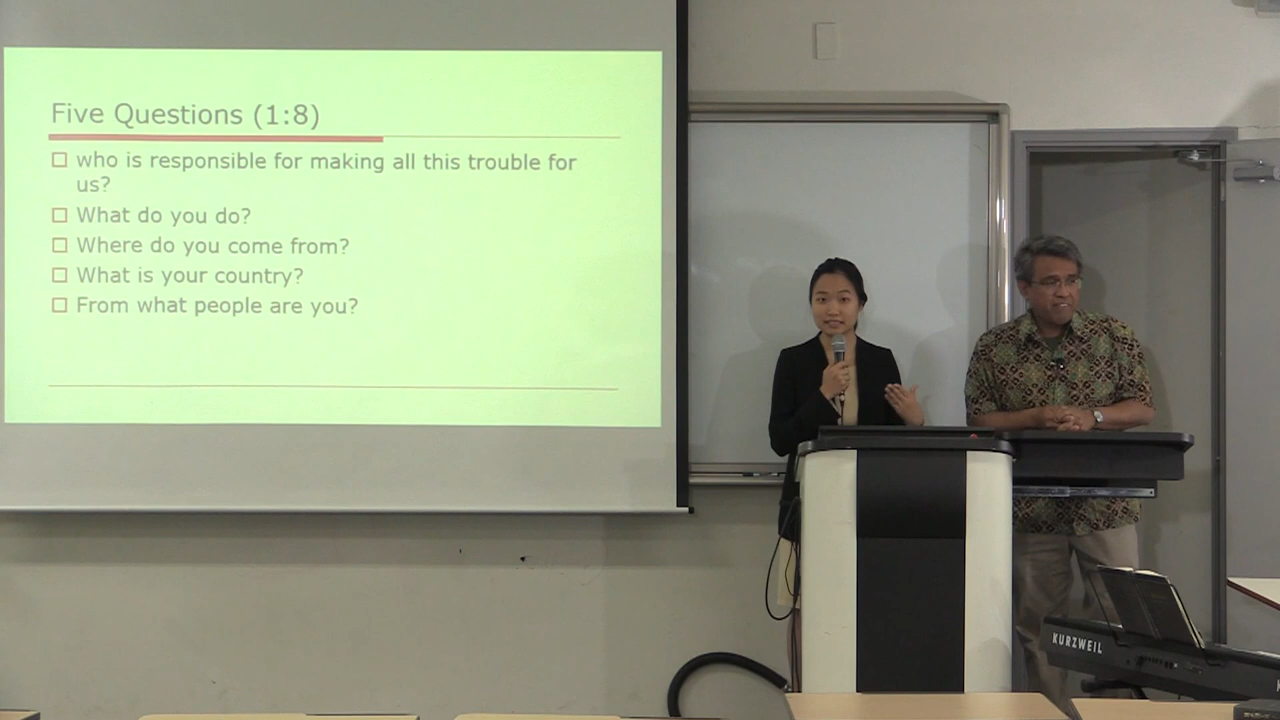 Five Questions (1:8)
who is responsible for making all this trouble for
us?
What do you do?
Where do you come from?
What is your country?
From what people are you?
KURZWEIL